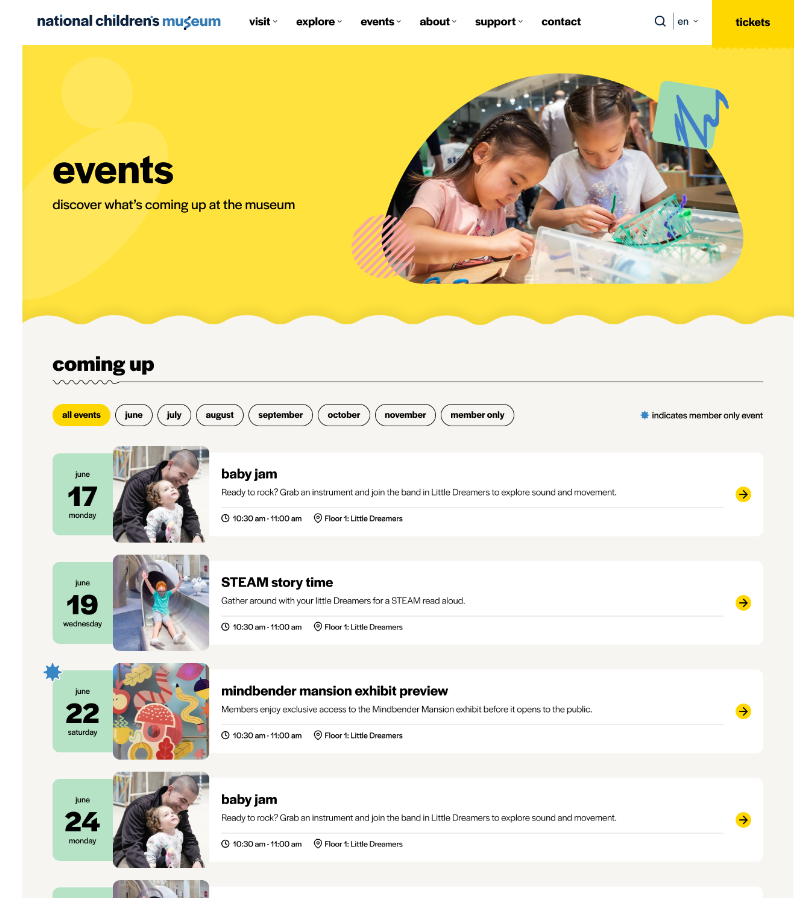 national children's museum
visit
explore
events
about
support
contact
en
tickets
events
discover what's coming up at the museum
coming up
all events
june
july
august
september
october
november
member only
indicates member only event
june
17
monday
baby jam
Ready to rock? Grab an instrument and join the band in Little Dreamers to explore sound and movement.
10:30 am - 11:00 am
Floor 1: Little Dreamers
june
19
wednesday
STEAM story time
Gather around with your little Dreamers for a STEAM read aloud.
10:30 am - 11:00 am
Floor 1: Little Dreamers
june
22
saturday
mindbender mansion exhibit preview
Members enjoy exclusive access to the Mindbender Mansion exhibit before it opens to the public.
10:30 am - 11:00 am
Floor 1: Little Dreamers
june
24
monday
baby jam
Ready to rock? Grab an instrument and join the band in Little Dreamers to explore sound and movement.
10:30 am - 11:00 am
Floor 1: Little Dreamers